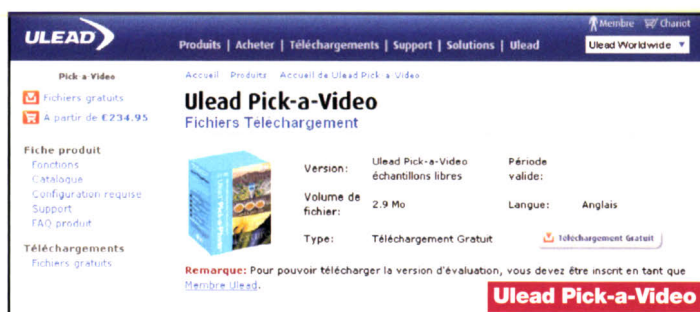 ULEAD
Membre Chariot
Produits | Acheter | Téléchargements | Support | Solutions | Ulead
Ulead Worldwide
Pick-a-Video
Fichiers gratuits
À partir de £234.95
Fiche produit
Fonctions
Catalogue
Configuration requise
Support
FAQ produit
Téléchargements
Fichiers gratuits
Accueil Produits Accueil de Ulead Pick-a-Video
Ulead Pick-a-Video
Fichiers Téléchargement
Version: Ulead Pick-a-Video échantillons libres Période valide:
Volume de fichier: 2.9 Mo Langue: Anglais
Type: Téléchargement Gratuit Téléchargement Gratuit
Remarque: Pour pouvoir télécharger la version d'évaluation, vous devez être inscrit en tant que
Membre Ulead.
Ulead Pick-a-Video